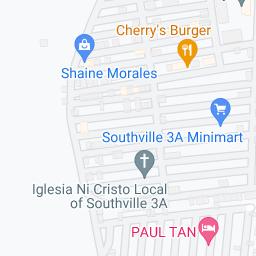 Cherry's Burger
Shaine Morales
Southville 3A Minimart
Iglesia Ni Cristo Local
of Southville 3A
PAUL TAN